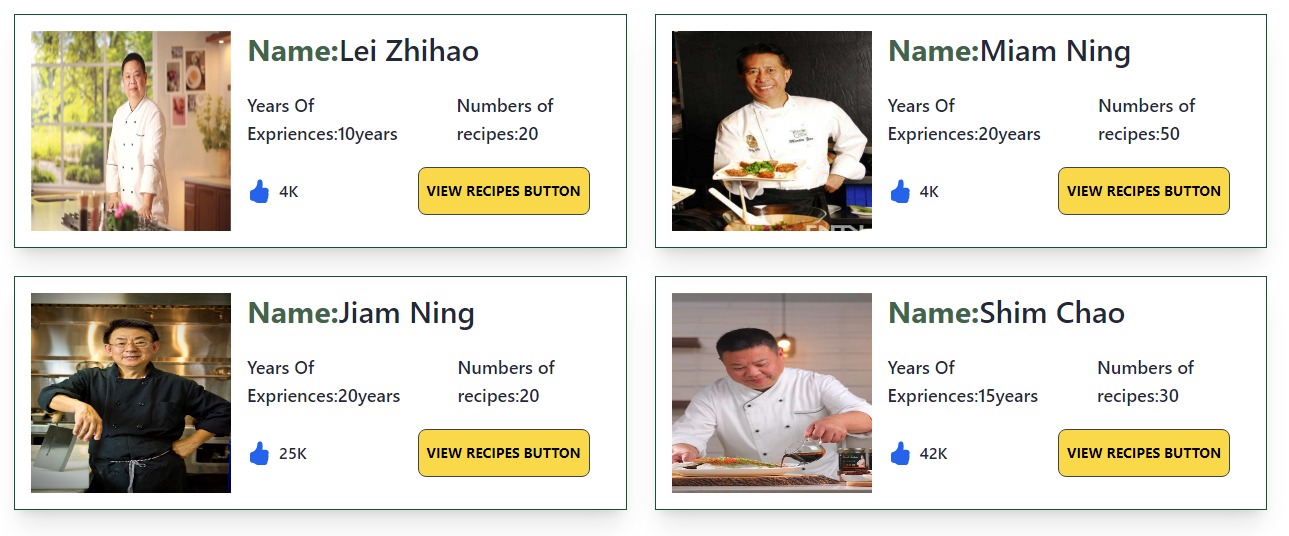 Name:Lei Zhihao
Years Of
Expriences:10years
Numbers of
recipes:20
4K
VIEW RECIPES BUTTON
Name:Miam Ning
Years Of
Expriences:20years
Numbers of
recipes:50
4K
VIEW RECIPES BUTTON
Name:Jiam Ning
Years Of
Expriences:20years
Numbers of
recipes:20
25K
VIEW RECIPES BUTTON
Name:Shim Chao
Years Of
Expriences:15years
Numbers of
recipes:30
42K
VIEW RECIPES BUTTON